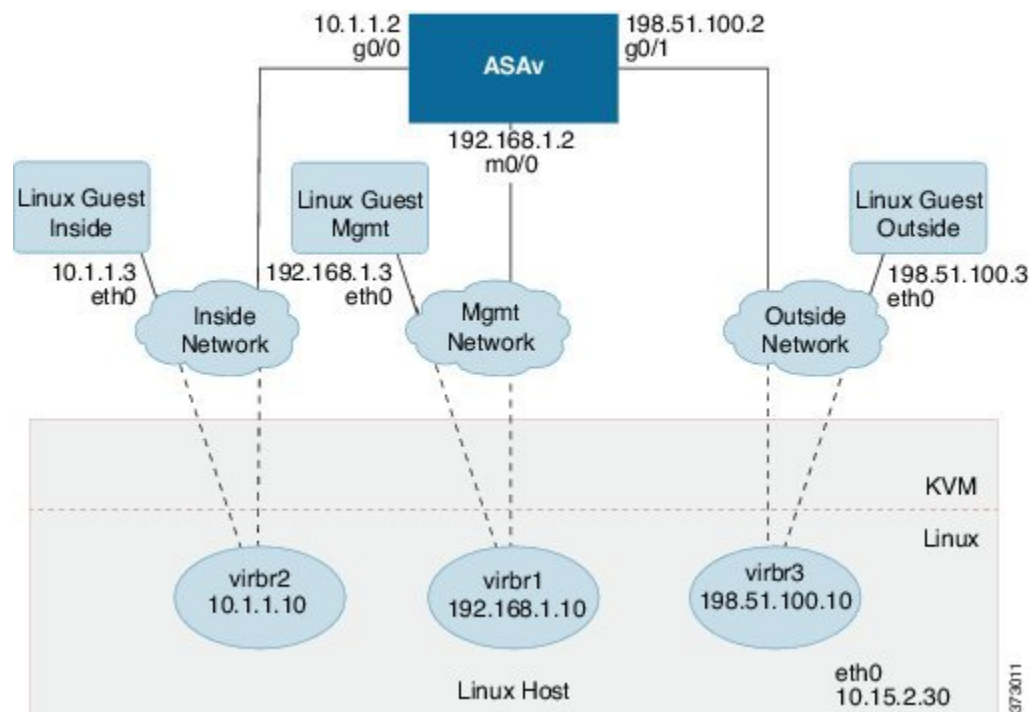 10.1.1.2
g0/0
ASAv
198.51.100.2
g0/1
192.168.1.2
m0/0
Linux Guest
Inside
Linux Guest
Mgmt
Linux Guest
Outside
10.1.1.3
eth0
192.168.1.3
eth0
198.51.100.3
eth0
Inside
Network
Mgmt
Network
Outside
Network
KVM
Linux
virbr2
10.1.1.10
virbr1
192.168.1.10
virbr3
198.51.100.10
Linux Host
eth0
10.15.2.30
373011